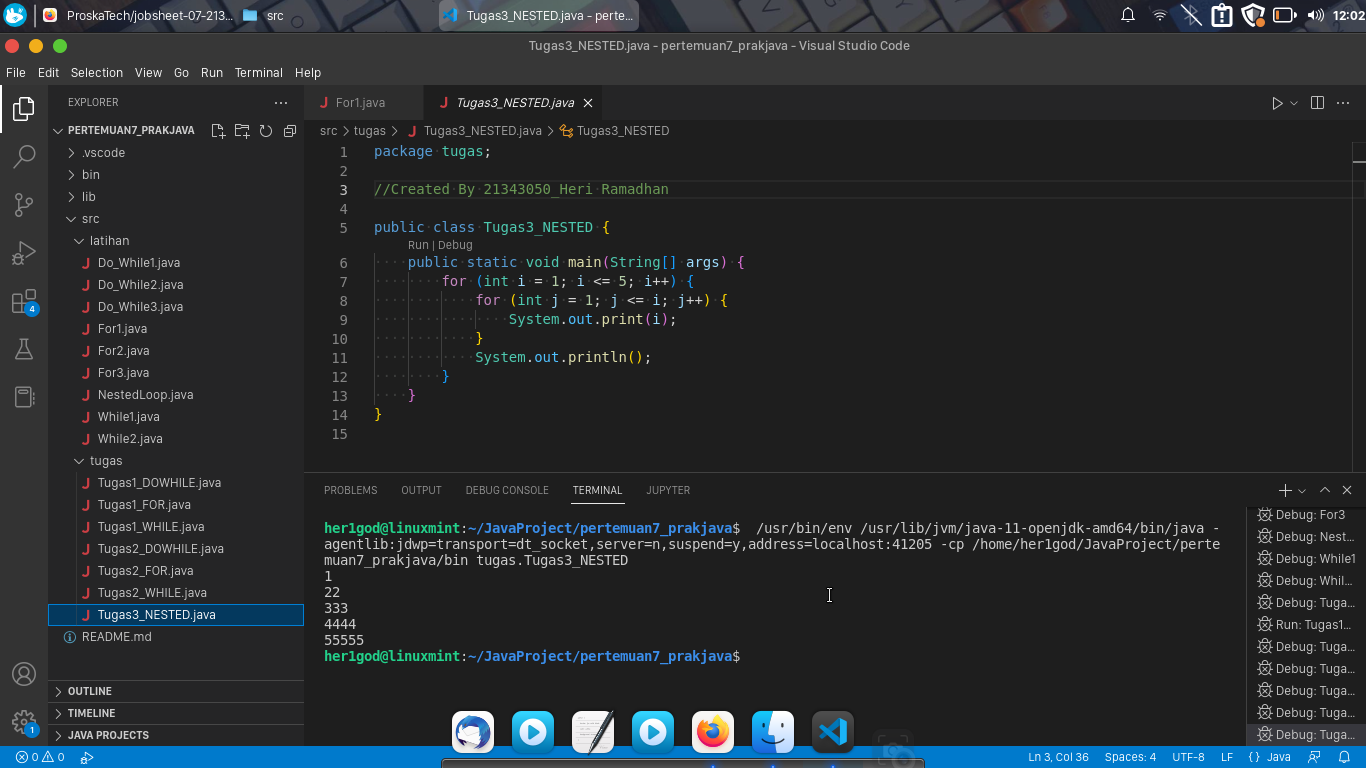 ProskaTech/jobsheet-07-213...
src
Tugas3_NESTED.java - perte...
12:02
Tugas3_NESTED.java - pertemuan7_prakjava - Visual Studio Code
File Edit Selection View Go Run Terminal Help
EXPLORER
PERTEMUAN7_PRAKJAVA
.vscode
bin
lib
src
latihan
Do_While1.java
Do_While2.java
Do_While3.java
For1.java
For2.java
For3.java
NestedLoop.java
While1.java
While2.java
tugas
Tugas1_DOWHILE.java
Tugas1_FOR.java
Tugas1_WHILE.java
Tugas2_DOWHILE.java
Tugas2_FOR.java
Tugas2_WHILE.java
Tugas3_NESTED.java
README.md
OUTLINE
TIMELINE
JAVA PROJECTS
4
1
For1.java
Tugas3_NESTED.java
src > tugas > Tugas3_NESTED.java > Tugas3_NESTED
1 package tugas;
2
3 //Created By 21343050_Heri Ramadhan
4
5 public class Tugas3_NESTED {
Run | Debug
6 public static void main(String[] args) {
7 for (int i = 1; i <= 5; i++) {
8 for (int j = 1; j <= i; j++) {
9 System.out.print(i);
10 }
11 System.out.println();
12 }
13 }
14 }
15
PROBLEMS OUTPUT DEBUG CONSOLE TERMINAL JUPYTER
her1god@linuxmint:~/JavaProject/pertemuan7_prakjava$ /usr/bin/env /usr/lib/jvm/java-11-openjdk-amd64/bin/java -
agentlib:jdwp=transport=dt_socket,server=n,suspend=y,address=localhost:41205 -cp /home/her1god/JavaProject/perte
muan7_prakjava/bin tugas.Tugas3_NESTED
1
22
333
4444
55555
her1god@linuxmint:~/JavaProject/pertemuan7_prakjava$
Debug: For3
Debug: Nest...
Debug: While1
Debug: Whil...
Debug: Tuga...
Run: Tugas1...
Debug: Tuga...
Debug: Tuga...
Debug: Tuga...
Debug: Tuga...
Debug: Tuga...
0 0
Ln 3, Col 36 Spaces: 4 UTF-8 LF {} Java